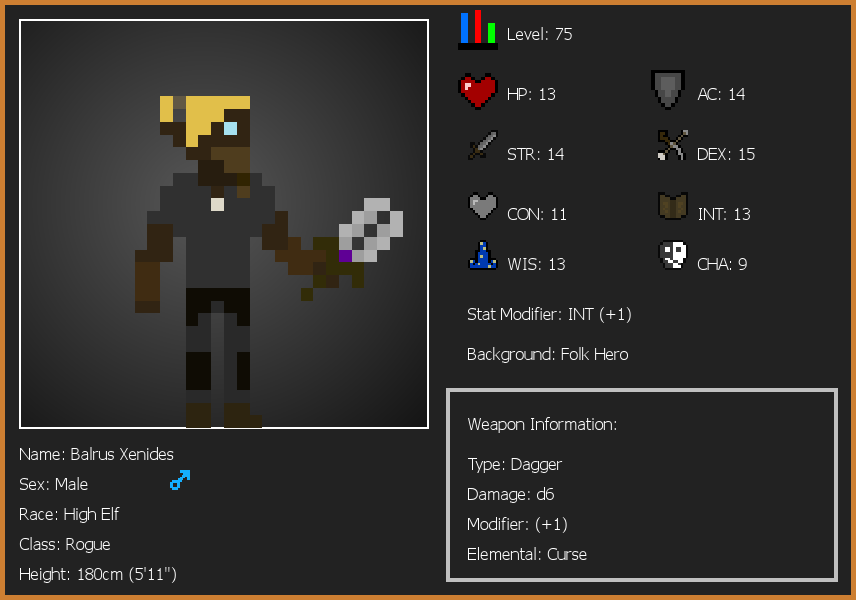 Level: 75
HP: 13
AC: 14
STR: 14
DEX: 15
CON: 11
INT: 13
WIS: 13
CHA: 9
Stat Modifier: INT (+1)
Background: Folk Hero
Weapon Information:
Type: Dagger
Damage: d6
Modifier: (+1)
Elemental: Curse
Name: Balrus Xenides
Sex: Male
Race: High Elf
Class: Rogue
Height: 180cm (5'11")